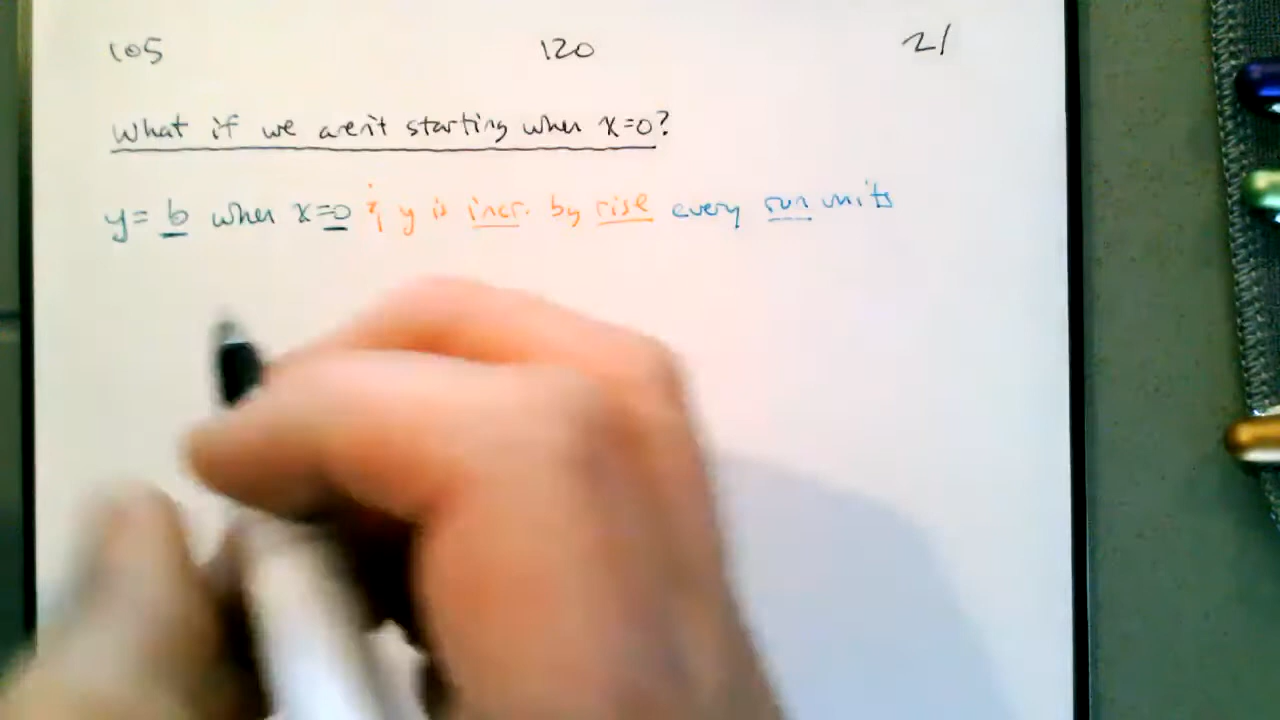 105 120 21
What if we aren't starting when x=0?
y= b when x=0 & y is incr. by rise every run units